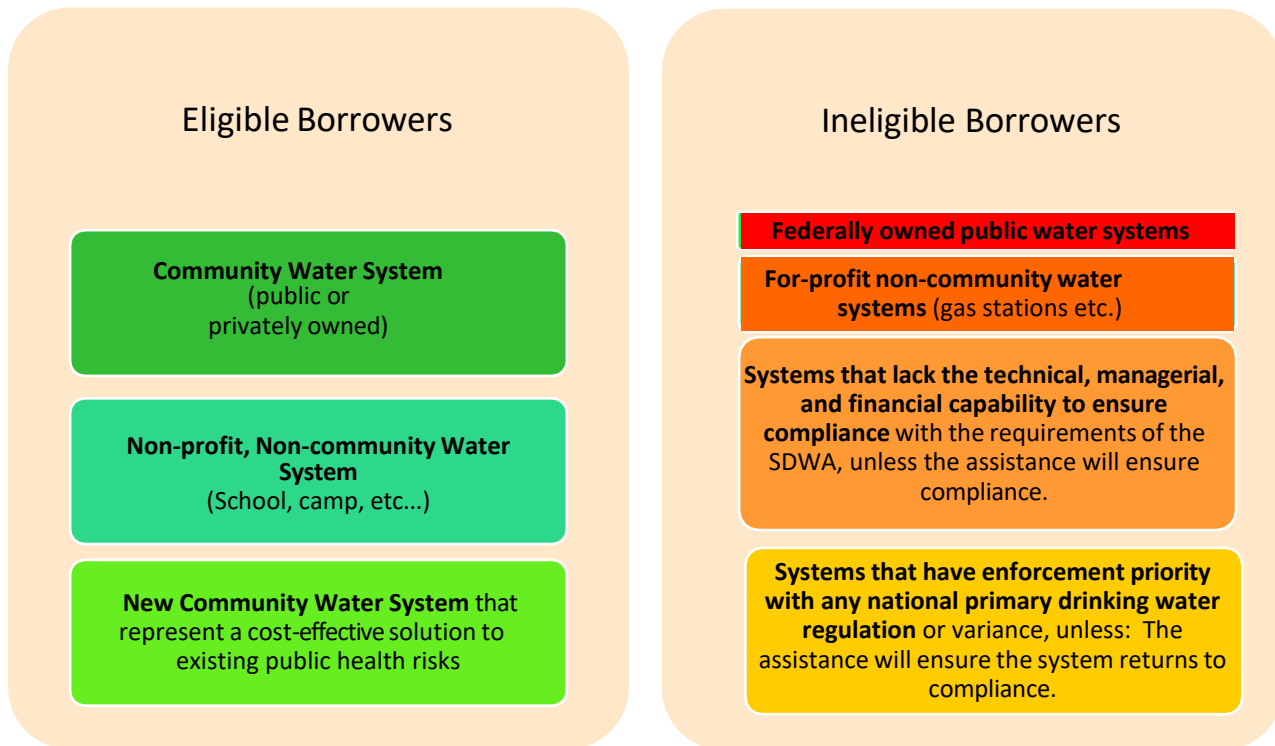 Eligible Borrowers
Community Water System
(public or
privately owned)
Non-profit, Non-community Water
System
(School, camp, etc...)
New Community Water System that
represent a cost-effective solution to
existing public health risks
Ineligible Borrowers
Federally owned public water systems
For-profit non-community water
systems (gas stations etc.)
Systems that lack the technical, managerial,
and financial capability to ensure
compliance with the requirements of the
SDWA, unless the assistance will ensure
compliance.
Systems that have enforcement priority
with any national primary drinking water
regulation or variance, unless: The
assistance will ensure the system returns to
compliance.